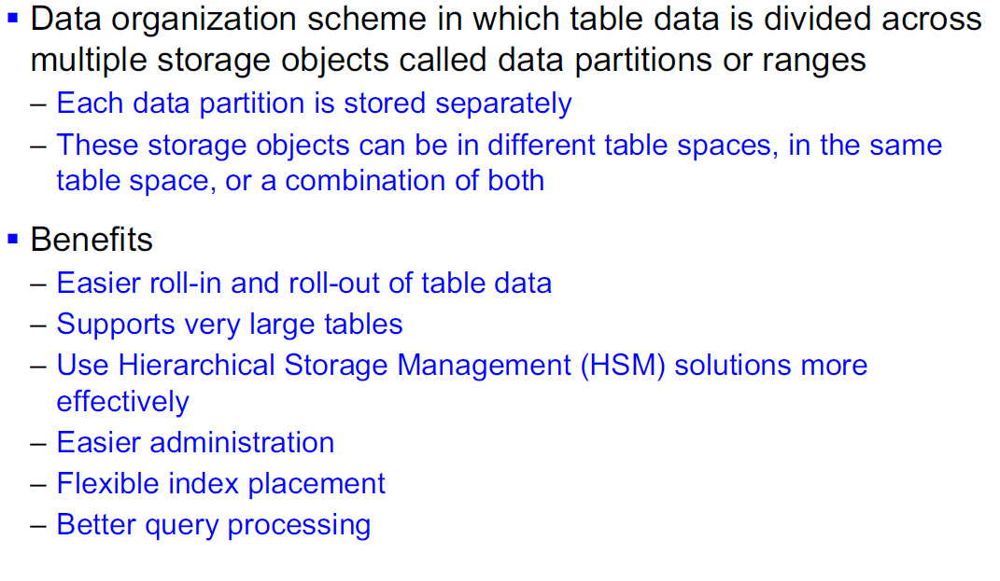 ▪ Data organization scheme in which table data is divided across
multiple storage objects called data partitions or ranges
– Each data partition is stored separately
– These storage objects can be in different table spaces, in the same
table space, or a combination of both
▪ Benefits
– Easier roll-in and roll-out of table data
– Supports very large tables
– Use Hierarchical Storage Management (HSM) solutions more
effectively
– Easier administration
– Flexible index placement
– Better query processing